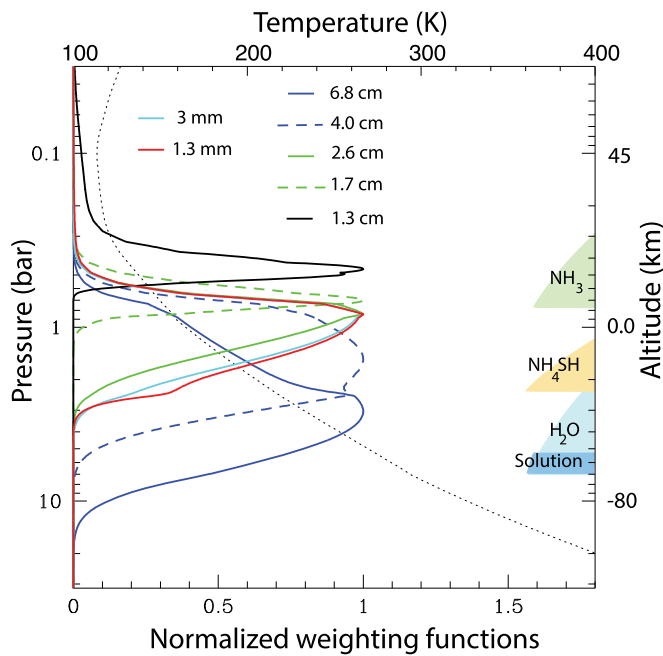 Temperature (K)
100 200 300 400
6.8 cm
3 mm
4.0 cm
1.3 mm
2.6 cm
1.7 cm
1.3 cm
0.1
1
10
Pressure (bar)
45
0.0
-80
Altitude (km)
NH3
NH4SH
H2O
Solution
0 0.5 1 1.5
Normalized weighting functions